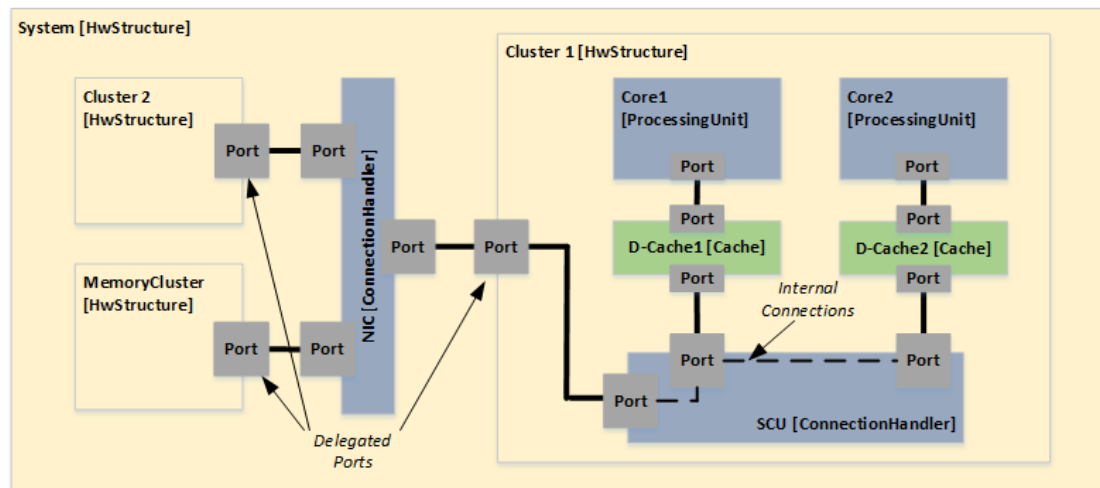 System [HwStructure]
Cluster 1 [HwStructure]
Cluster 2
[HwStructure]
Port
Port
NIC [ConnectionHandler]
Port
Port
MemoryCluster
[HwStructure]
Port
Port
Delegated
Ports
Core1
[ProcessingUnit]
Port
Core2
[ProcessingUnit]
Port
Port
D-Cache1 [Cache]
Port
Port
D-Cache2 [Cache]
Port
Internal
Connections
Port
Port
Port
SCU [ConnectionHandler]